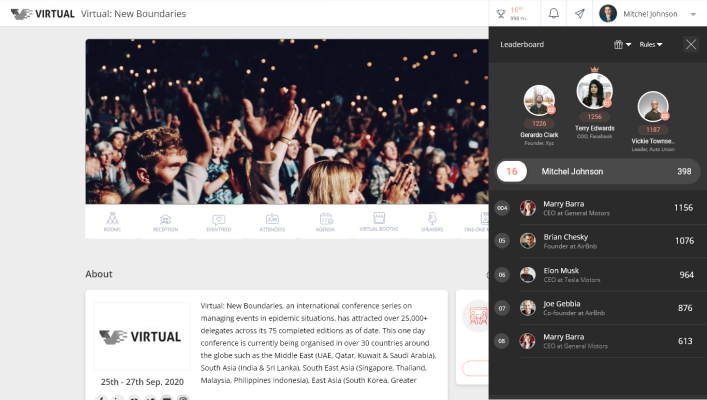 VIRTUAL Virtual: New Boundaries
16th
Mitchel Johnson
Leaderboard
Rules
1226
Gerardo Clark
Founder, Xyz
1256
Terry Edwards
COO, Facebook
1187
Vickie Townse..
Leader, Auto Union
16 Mitchel Johnson 398
004 Marry Barra 1156
CEO at General Motors
05 Brian Chesky 1076
Founder at AirBnb
06 Elon Musk 964
CEO at Tesla Motors
07 Joe Gebbia 876
Co-founder at AirBnb
08 Marry Barra 613
CEO at General Motors
ROOMS
RECEPTION
EVENTFEED
ATTENDEES
AGENDA
VIRTUAL BOOTHS
SPEAKERS
ONE-ON
About
VIRTUAL
25th - 27th Sep. 2020
Virtual: New Boundaries, an international conference series on
managing events in epidemic situations, has attracted over 25,000+
delegates across its 75 completed editions as of date. This one day
conference is currently being organised in over 30 countries around
the globe such as the Middle East (UAE, Qatar, Kuwait & Saudi Arabia),
South Asia (India & Sri Lanka), South East Asia (Singapore, Thailand,
Malaysia, Philippines Indonesia), East Asia (South Korea, Greater